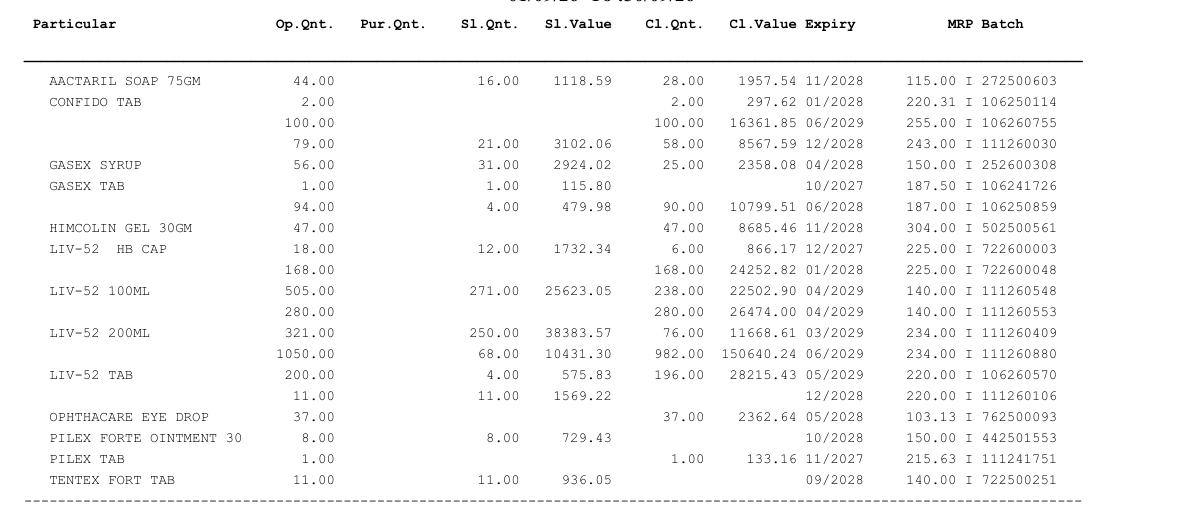 Particular Op.Qnt. Pur.Qnt. Sl.Qnt. Sl.Value Cl.Qnt. Cl.Value Expiry MRP Batch
AACTARIL SOAP 75GM 44.00 16.00 1118.59 28.00 1957.54 11/2028 115.00 I 272500603
CONFIDO TAB 2.00 2.00 297.62 01/2028 220.31 I 106250114
100.00 100.00 16361.85 06/2029 255.00 I 106260755
79.00 21.00 3102.06 58.00 8567.59 12/2028 243.00 I 111260030
GASEX SYRUP 56.00 31.00 2924.02 25.00 2358.08 04/2028 150.00 I 252600308
GASEX TAB 1.00 1.00 115.80 10/2027 187.50 I 106241726
94.00 4.00 479.98 90.00 10799.51 06/2028 187.00 I 106250859
HIMCOLIN GEL 30GM 47.00 47.00 8685.46 11/2028 304.00 I 502500561
LIV-52 HB CAP 18.00 12.00 1732.34 6.00 866.17 12/2027 225.00 I 722600003
168.00 168.00 24252.82 01/2028 225.00 I 722600048
LIV-52 100ML 505.00 271.00 25623.05 238.00 22502.90 04/2029 140.00 I 111260548
280.00 280.00 26474.00 04/2029 140.00 I 111260553
LIV-52 200ML 321.00 250.00 38383.57 76.00 11668.61 03/2029 234.00 I 111260409
1050.00 68.00 10431.30 982.00 150640.24 06/2029 234.00 I 111260880
LIV-52 TAB 200.00 4.00 575.83 196.00 28215.43 05/2029 220.00 I 106260570
11.00 11.00 1569.22 12/2028 220.00 I 111260106
OPHTHACARE EYE DROP 37.00 37.00 2362.64 05/2028 103.13 I 762500093
PILEX FORTE OINTMENT 30 8.00 8.00 729.43 10/2028 150.00 I 442501553
PILEX TAB 1.00 1.00 133.16 11/2027 215.63 I 111241751
TENTEX FORT TAB 11.00 11.00 936.05 09/2028 140.00 I 722500251